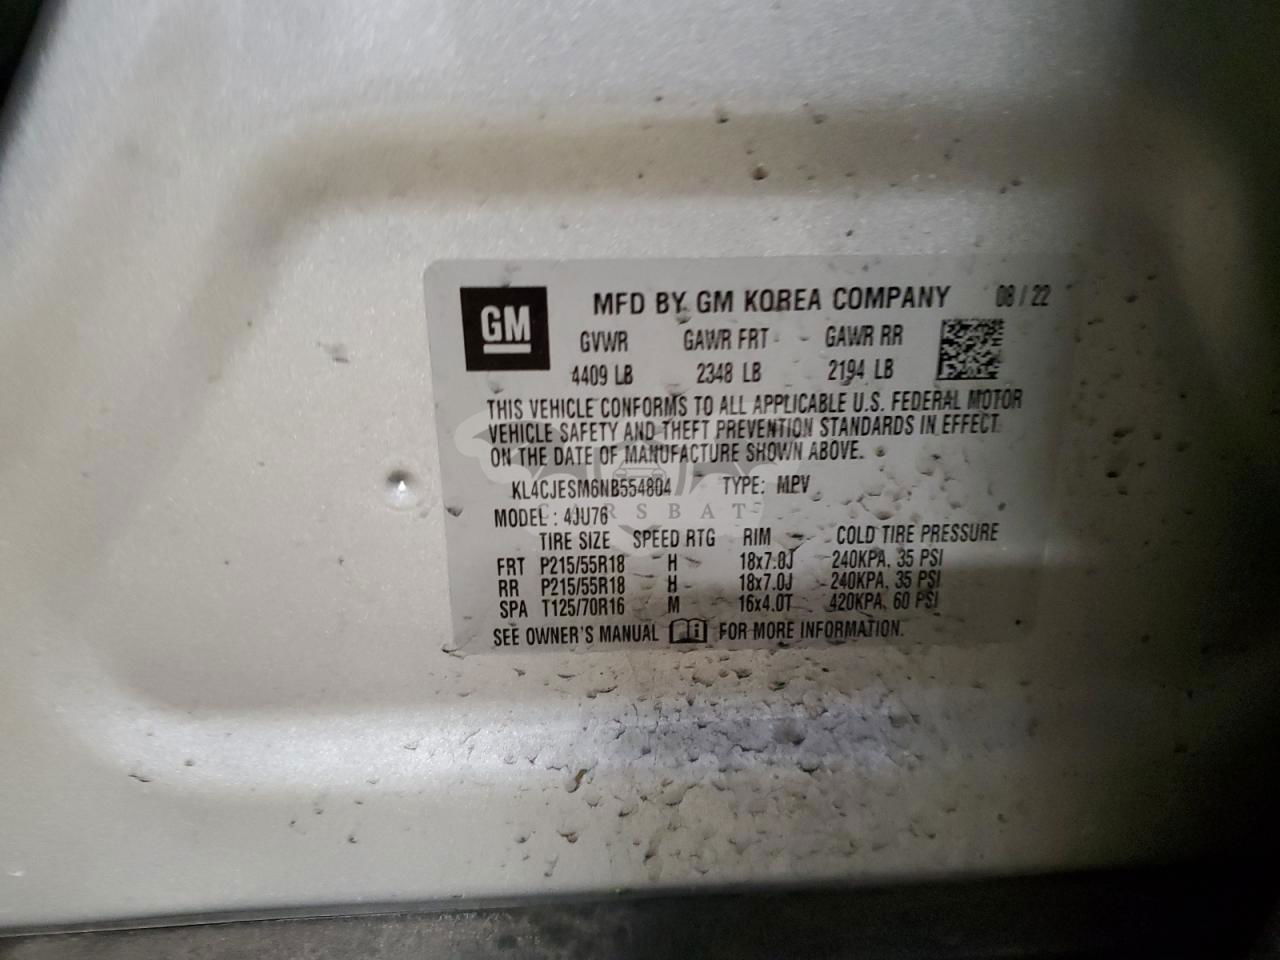 GM
MFD BY GM KOREA COMPANY 08/22
GVWR GAWR FRT GAWR RR
4409 LB 2348 LB 2194 LB
THIS VEHICLE CONFORMS TO ALL APPLICABLE U.S. FEDERAL MOTOR
VEHICLE SAFETY AND THEFT PREVENTION STANDARDS IN EFFECT
ON THE DATE OF MANUFACTURE SHOWN ABOVE.
KL4CJESM6NB554804 TYPE: MPV
CARSBAT
MODEL: 4JU76
TIRE SIZE SPEED RTG RIM COLD TIRE PRESSURE
FRT P215/55R18 H 18x7.0J 240KPA, 35 PSI
RR P215/55R18 H 18x7.0J 240KPA, 35 PSI
SPA T125/70R16 M 16x4.0T 420KPA, 60 PSI
SEE OWNER'S MANUAL FOR MORE INFORMATION.